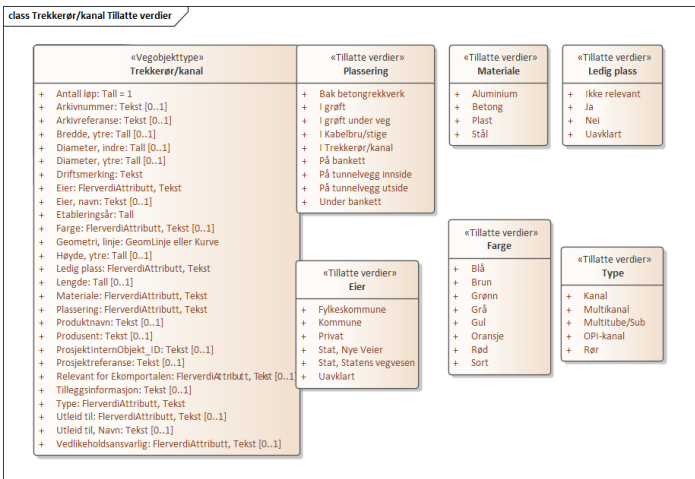 class Trekkerør/kanal Tillatte verdier
«Vegobjekttype»
Trekkerør/kanal
+ Antall løp: Tall = 1
+ Arkivnummer: Tekst [0..1]
+ Arkivreferanse: Tekst [0..1]
+ Bredde, ytre: Tall [0..1]
+ Diameter, indre: Tall [0..1]
+ Diameter, ytre: Tall [0..1]
+ Driftsmerking: Tekst
+ Eier: FlerverdiAttributt, Tekst
+ Eier, navn: Tekst [0..1]
+ Etableringsår: Tall
+ Farge: FlerverdiAttributt, Tekst [0..1]
+ Geometri, linje: GeomLinje eller Kurve
+ Høyde, ytre: Tall [0..1]
+ Ledig plass: FlerverdiAttributt, Tekst
+ Lengde: Tall [0..1]
+ Materiale: FlerverdiAttributt, Tekst
+ Plassering: FlerverdiAttributt, Tekst
+ Produktnavn: Tekst [0..1]
+ Produsent: Tekst [0..1]
+ ProsjektInternObjekt_ID: Tekst [0..1]
+ Prosjektreferanse: Tekst [0..1]
+ Relevant for Ekomportalen: FlerverdiAttributt, Tekst [0..1]
+ Tilleggsinformasjon: Tekst [0..1]
+ Type: FlerverdiAttributt, Tekst
+ Utleid til: FlerverdiAttributt, Tekst [0..1]
+ Utleid til, Navn: Tekst [0..1]
+ Vedlikeholdsansvarlig: FlerverdiAttributt, Tekst [0..1]
«Tillatte verdier»
Plassering
+ Bak betongrekkverk
+ I grøft
+ I grøft under veg
+ I Kabelbru/stige
+ I Trekkerør/kanal
+ På bankett
+ På tunnelvegg innside
+ På tunnelvegg utside
+ Under bankett
«Tillatte verdier»
Materiale
+ Aluminium
+ Betong
+ Plast
+ Stål
«Tillatte verdier»
Ledig plass
+ Ikke relevant
+ Ja
+ Nei
+ Uavklart
«Tillatte verdier»
Eier
+ Fylkeskommune
+ Kommune
+ Privat
+ Stat, Nye Veier
+ Stat, Statens vegvesen
+ Uavklart
«Tillatte verdier»
Farge
+ Blå
+ Brun
+ Grønn
+ Grå
+ Gul
+ Oransje
+ Rød
+ Sort
«Tillatte verdier»
Type
+ Kanal
+ Multikanal
+ Multitube/Sub
+ OPI-kanal
+ Rør